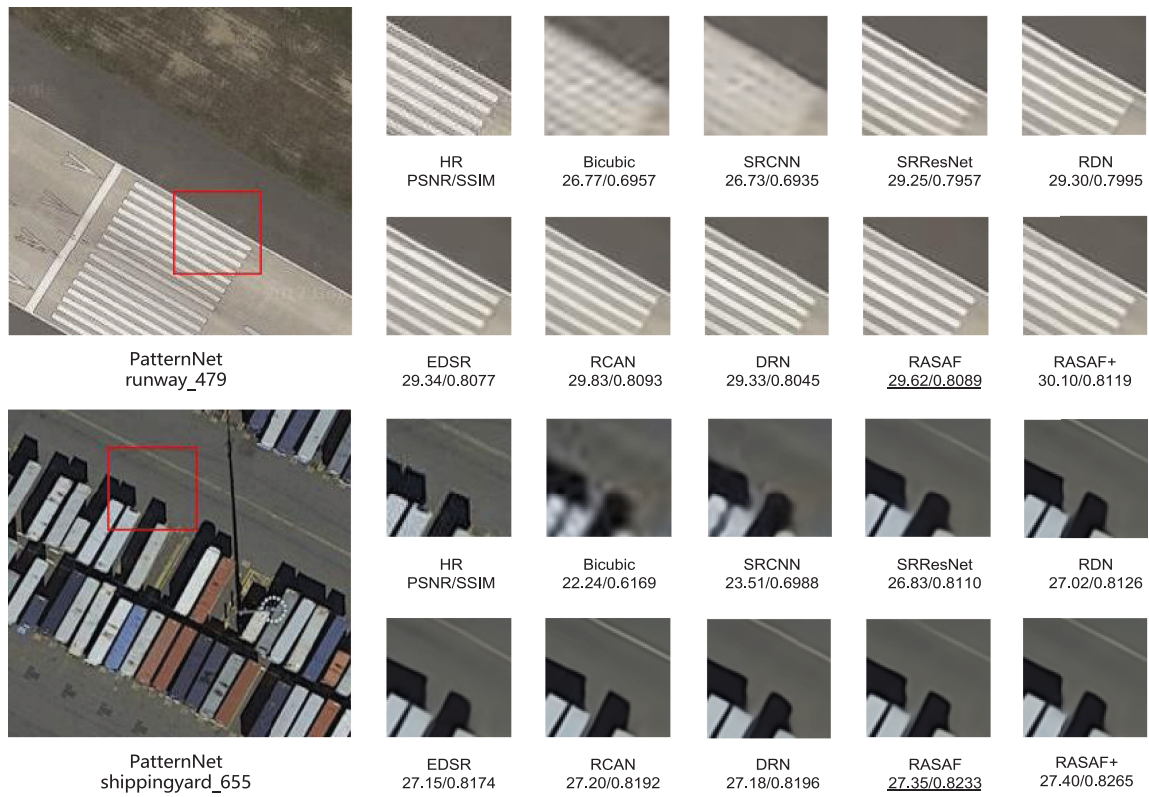 HR
PSNR/SSIM
Bicubic
26.77/0.6957
SRCNN
26.73/0.6935
SRResNet
29.25/0.7957
RDN
29.30/0.7995
PatternNet
runway_479
EDSR
29.34/0.8077
RCAN
29.83/0.8093
DRN
29.33/0.8045
RASAF
29.62/0.8089
RASAF+
30.10/0.8119
HR
PSNR/SSIM
Bicubic
22.24/0.6169
SRCNN
23.51/0.6988
SRResNet
26.83/0.8110
RDN
27.02/0.8126
PatternNet
shippingyard_655
EDSR
27.15/0.8174
RCAN
27.20/0.8192
DRN
27.18/0.8196
RASAF
27.35/0.8233
RASAF+
27.40/0.8265